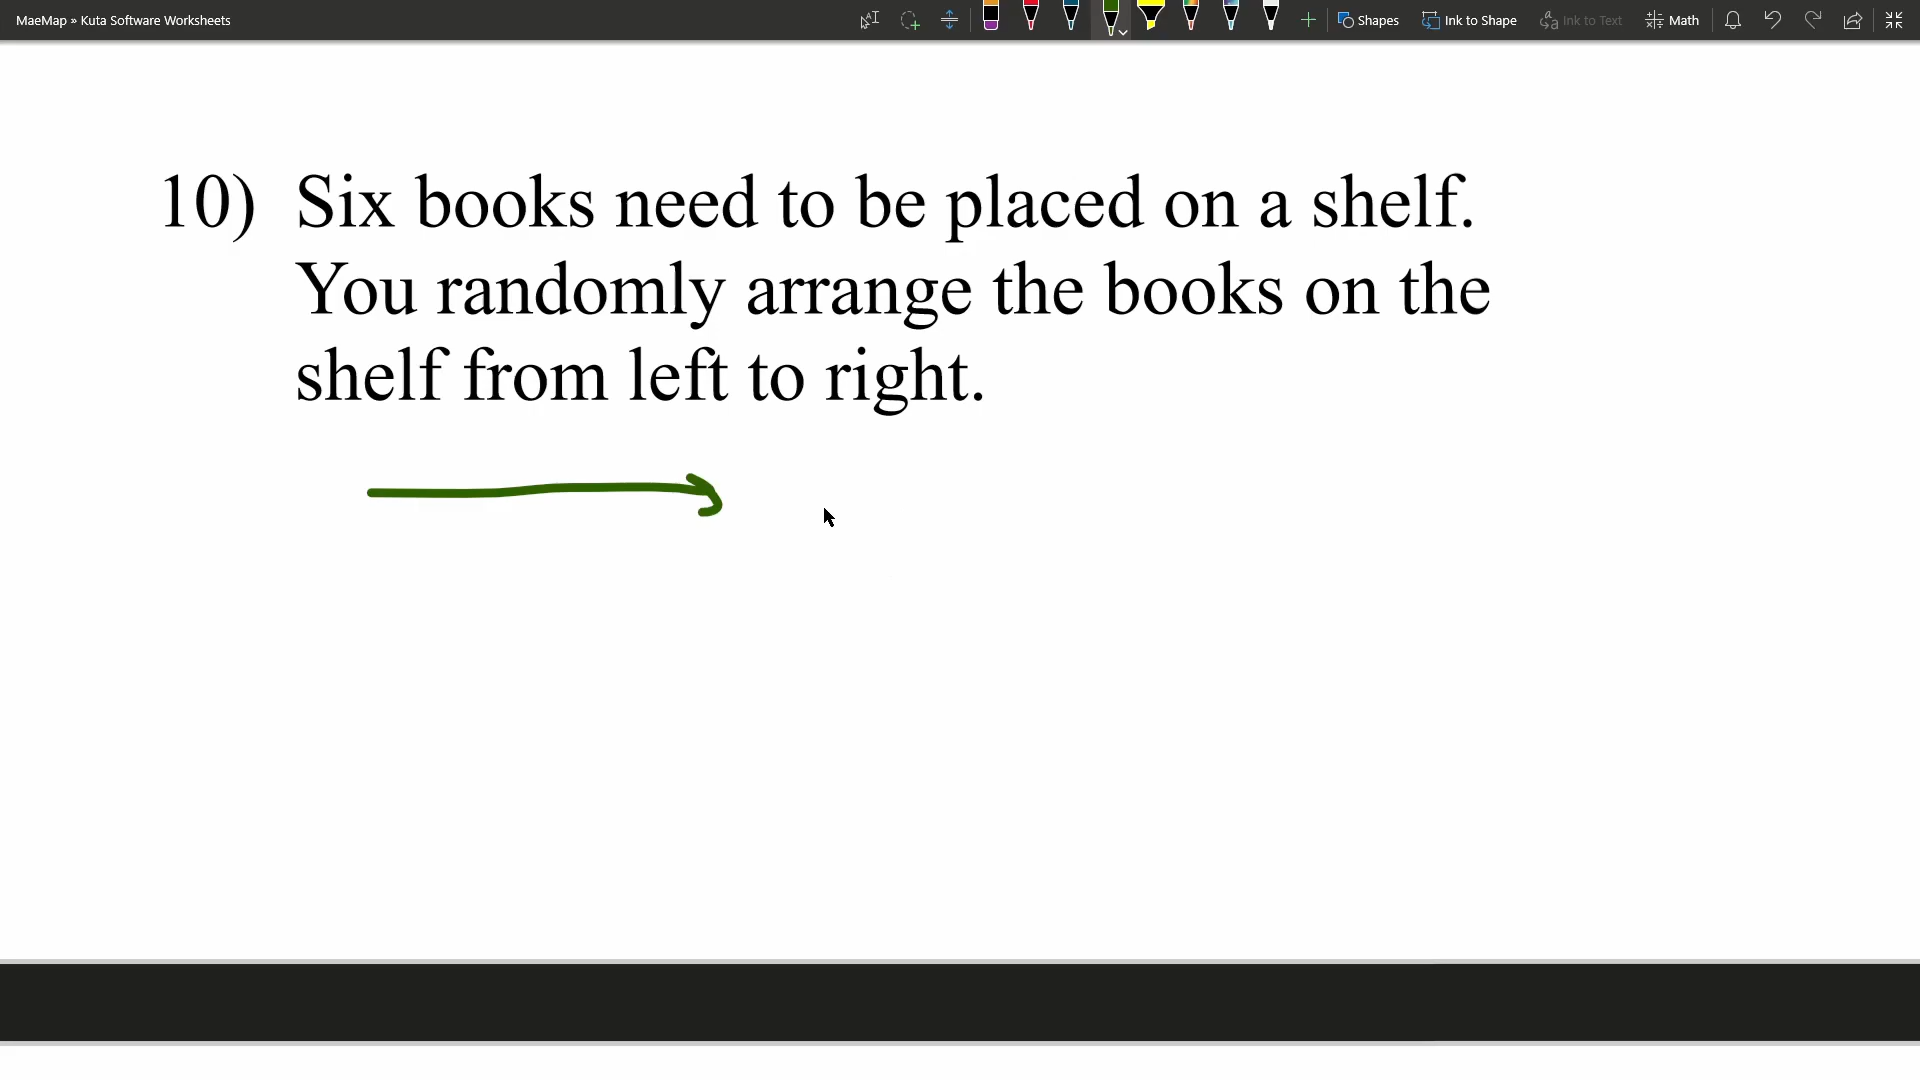 MaeMap » Kuta Software Worksheets
Shapes
Ink to Shape
Ink to Text
Math
10) Six books need to be placed on a shelf.
You randomly arrange the books on the
shelf from left to right.